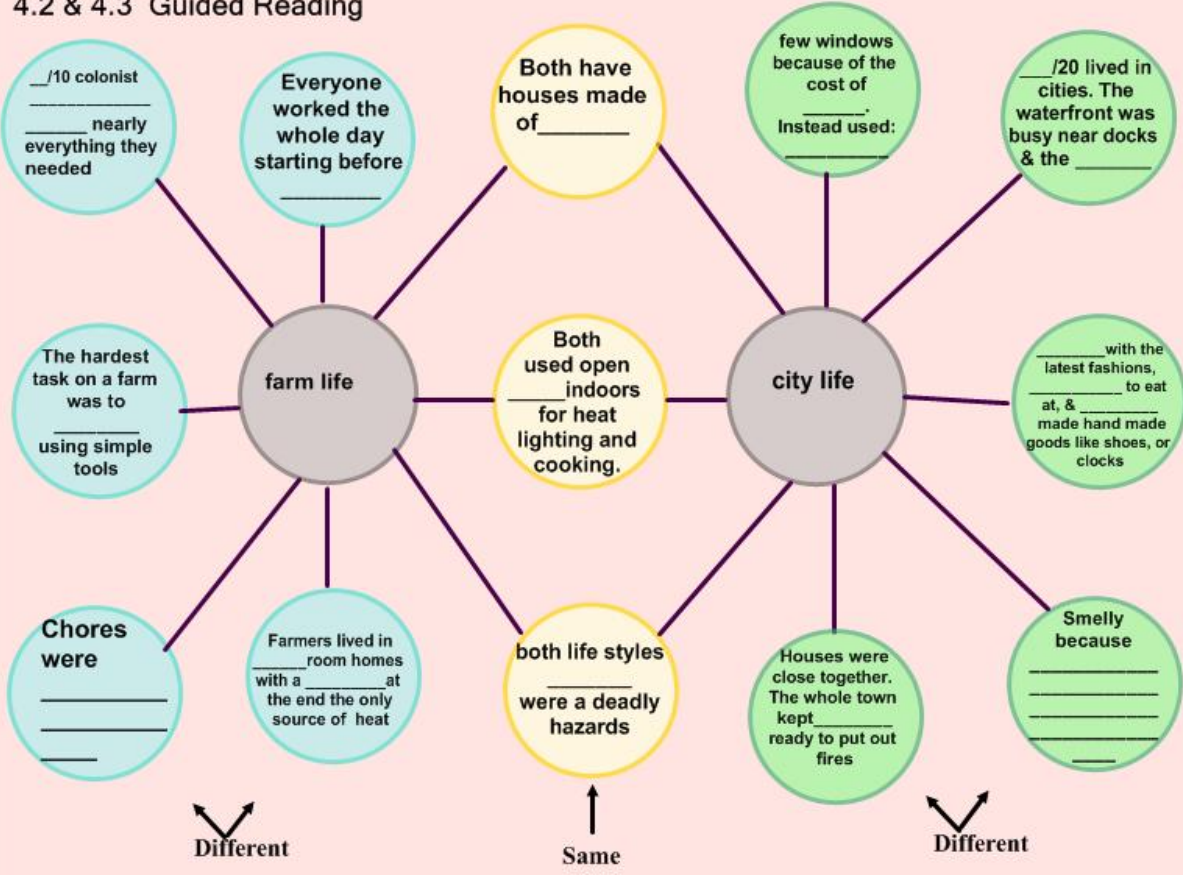 4.2 & 4.3 Guided Reading
__/10 colonist
_____________
______ nearly
everything they
needed
Everyone
worked the
whole day
starting before
_________
Both have
houses made
of_______
few windows
because of the
cost of
______.
Instead used:
__________
___/20 lived in
cities. The
waterfront was
busy near docks
& the _______
The hardest
task on a farm
was to
________
using simple
tools
farm life
Both
used open
_____indoors
for heat
lighting and
cooking.
city life
________with the
latest fashions,
___________ to eat
at, & _________
made hand made
goods like shoes, or
clocks
Chores
were
_________
_________
____
Farmers lived in
______room homes
with a _________at
the end the only
source of heat
both life styles
_______
were a deadly
hazards
Houses were
close together.
The whole town
kept________
ready to put out
fires
Smelly
because
____________
____________
____________
____________
____
Different
Same
Different